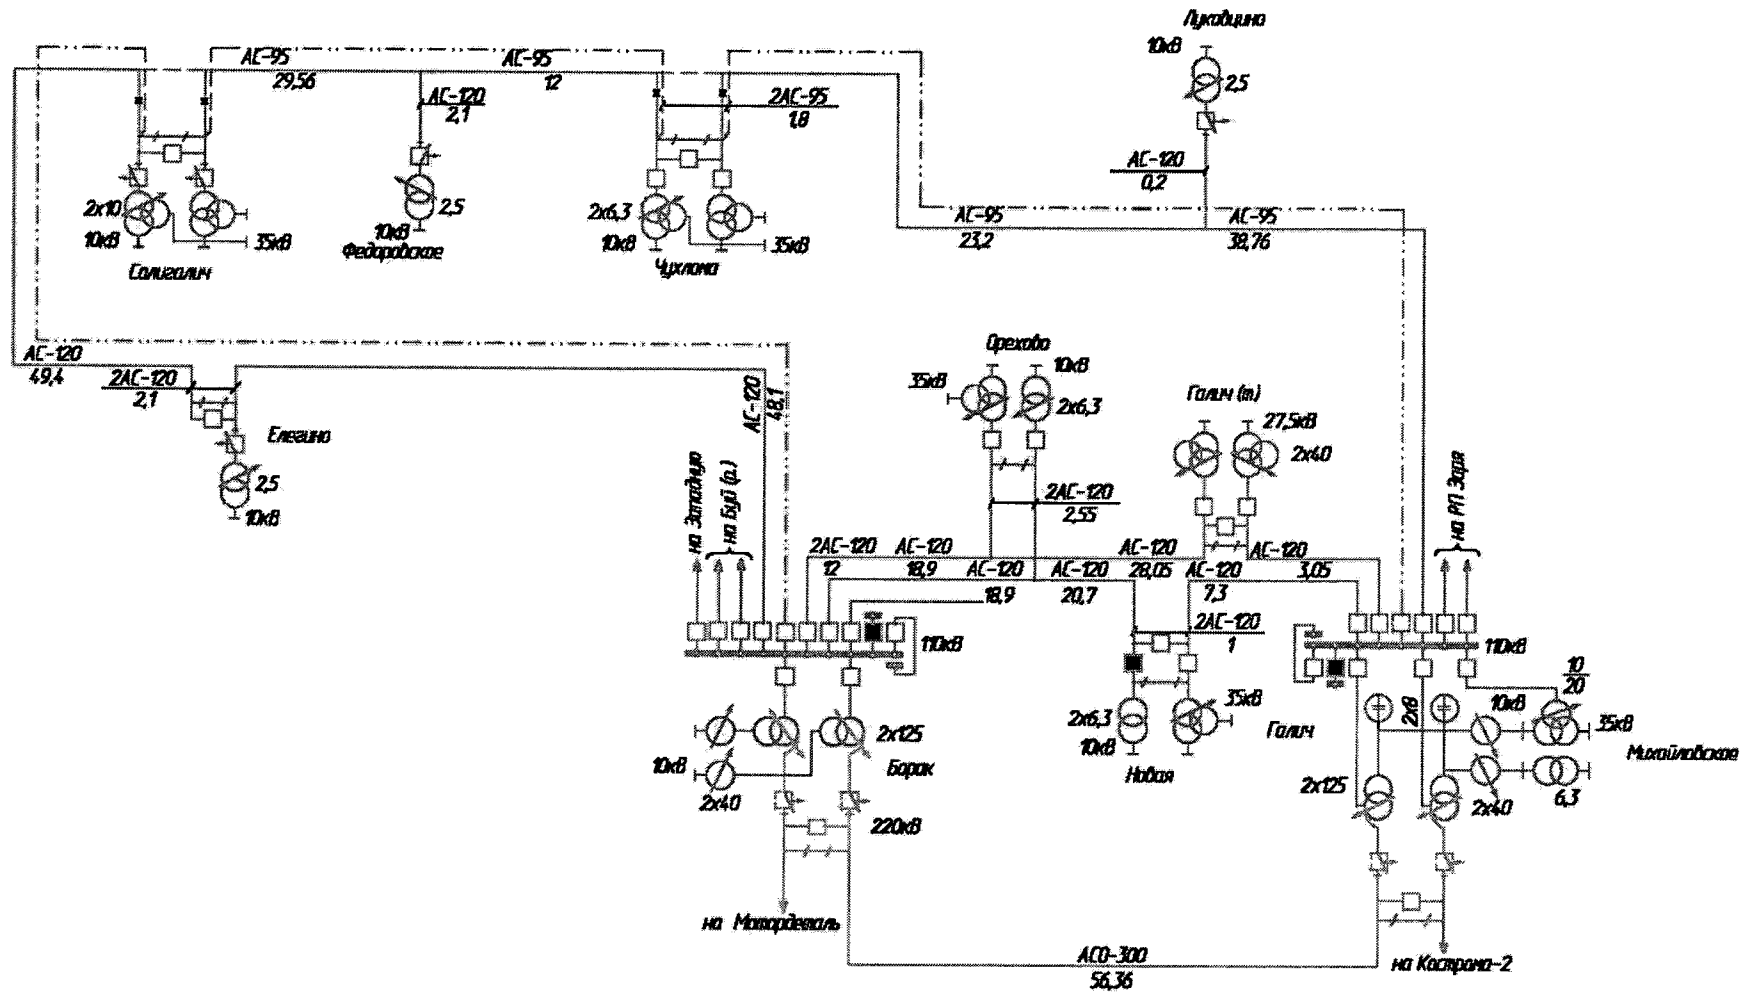 Луковцино
10кВ
2,5
АС-120
0,2
АС-95
29,56
АС-95
12
АС-120
2,1
2АС-95
1,8
2х10
10кВ
35кВ
Солигалич
2,5
10кВ
Федоровское
2х6,3
10кВ
35кВ
Чухлома
АС-95
23,2
АС-95
38,76
АС-120
49,4
2АС-120
2,1
Елегино
2,5
10кВ
АС-120
48,1
Орехово
35кВ
10кВ
2х6,3
2АС-120
2,55
Галич (т)
27,5кВ
2х40
на Западную
на Буй (р.)
на РП Заря
2АС-120
12
АС-120
18,9
АС-120
18,9
АС-120
20,7
АС-120
28,05
АС-120
7,3
АС-120
3,05
2АС-120
1
110кВ
110кВ
10кВ
2х40
2х125
Борок
220кВ
на Мотордеталь
2х6,3
10кВ
35кВ
Новая
Галич
2х125
2х8
10кВ
10
20
35кВ
Михайловское
6,3
2х40
АСО-300
56,36
на Кострома-2